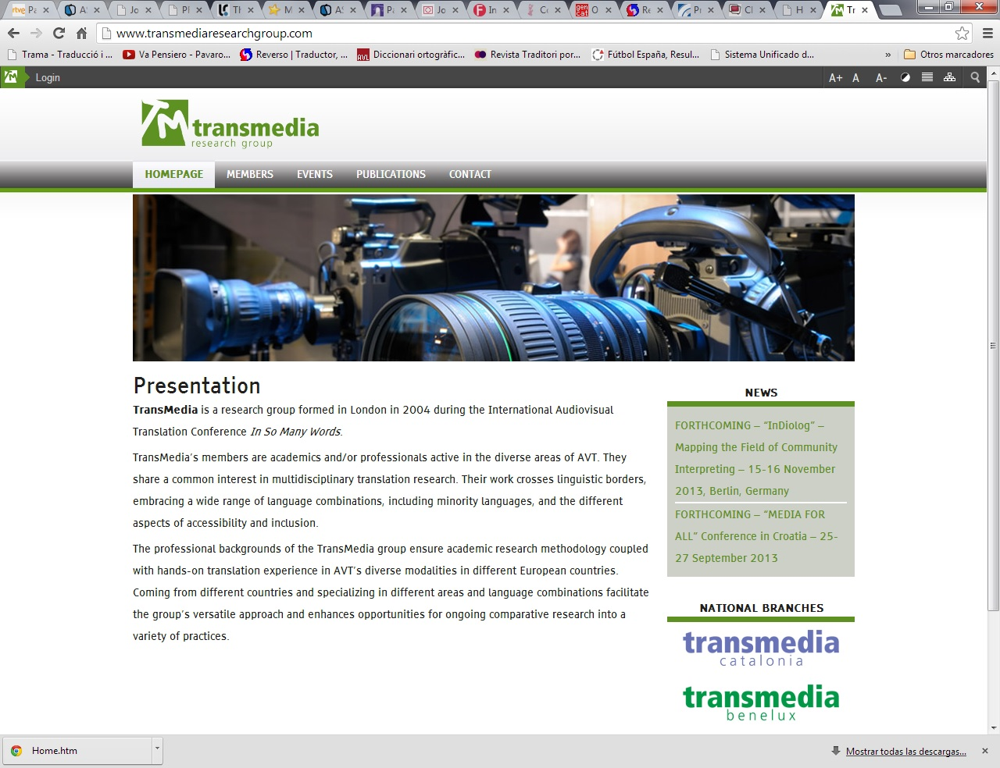 Pa
A
Jo
Pl
Tł
M
A
Pa
Jo
In
Co
O
Re
Pr
Cl
H
Tr
www.transmediaresearchgroup.com
Trama - Traducció i ...
Va Pensiero - Pavaro...
Reverso | Traductor, ...
Diccionari ortogràfic...
Revista Traditori por...
Fútbol España, Resul...
Sistema Unificado d...
»
Otros marcadores
Login
A+ A A-
TM transmedia
research group
HOMEPAGE MEMBERS EVENTS PUBLICATIONS CONTACT
Presentation
TransMedia is a research group formed in London in 2004 during the International Audiovisual
Translation Conference In So Many Words.
TransMedia's members are academics and/or professionals active in the diverse areas of AVT. They
share a common interest in multidisciplinary translation research. Their work crosses linguistic borders,
embracing a wide range of language combinations, including minority languages, and the different
aspects of accessibility and inclusion.
The professional backgrounds of the TransMedia group ensure academic research methodology coupled
with hands-on translation experience in AVT's diverse modalities in different European countries.
Coming from different countries and specializing in different areas and language combinations facilitate
the group's versatile approach and enhances opportunities for ongoing comparative research into a
variety of practices.
NEWS
FORTHCOMING – "InDiolog" –
Mapping the Field of Community
Interpreting – 15-16 November
2013, Berlin, Germany
FORTHCOMING – "MEDIA FOR
ALL" Conference in Croatia – 25-
27 September 2013
NATIONAL BRANCHES
transmedia
catalonia
transmedia
benelux
Home.htm
Mostrar todas las descargas...